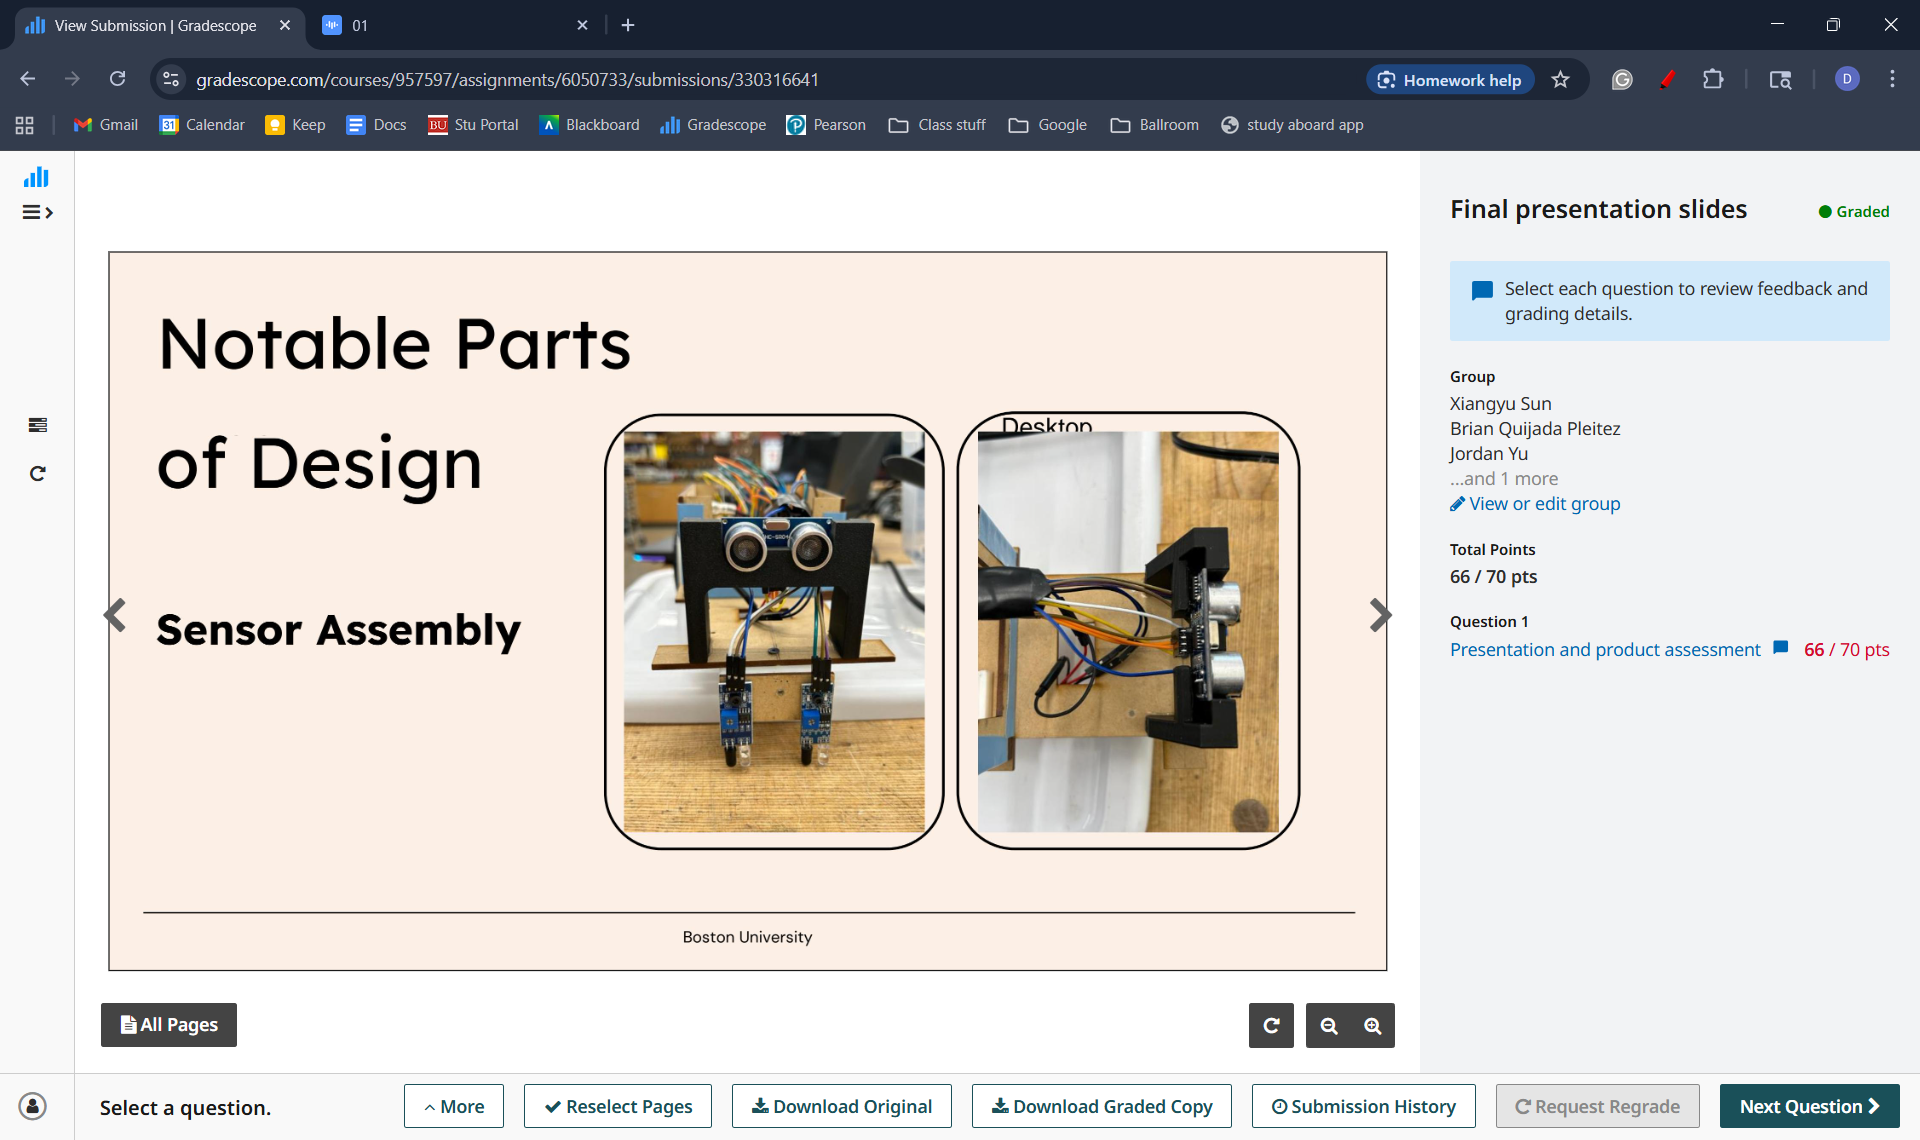 View Submission | Gradescope
01
gradescope.com/courses/957597/assignments/6050733/submissions/330316641
Homework help
D
Gmail
31 Calendar
Keep
Docs
BU Stu Portal
Blackboard
Gradescope
Pearson
Class stuff
Google
Ballroom
study aboard app
Notable Parts
of Design
Sensor Assembly
Desktop
HC-SR04
Boston University
All Pages
Final presentation slides
Graded
Select each question to review feedback and
grading details.
Group
Xiangyu Sun
Brian Quijada Pleitez
Jordan Yu
...and 1 more
View or edit group
Total Points
66 / 70 pts
Question 1
Presentation and product assessment 66 / 70 pts
Select a question.
More
Reselect Pages
Download Original
Download Graded Copy
Submission History
Request Regrade
Next Question